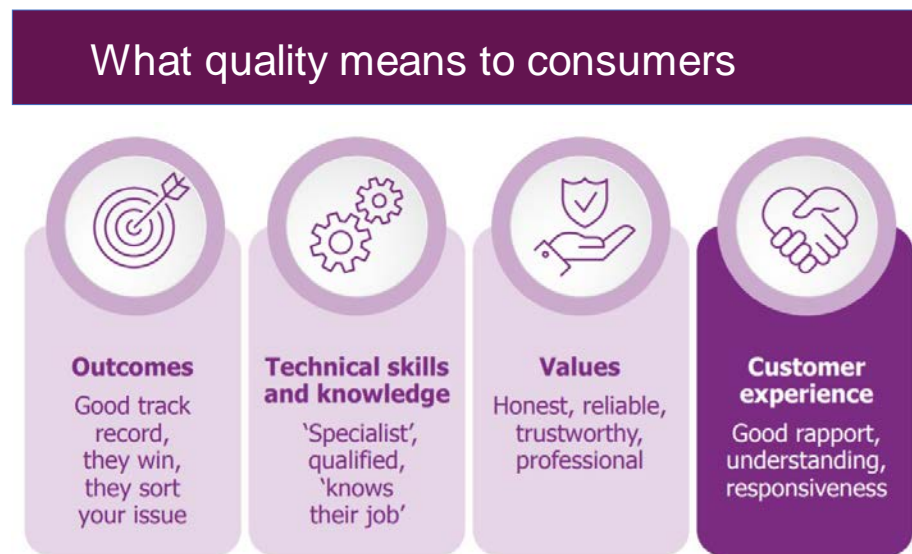 What quality means to consumers
Outcomes
Good track
record,
they win,
they sort
your issue
Technical skills
and knowledge
‘Specialist’,
qualified,
‘knows
their job’
Values
Honest, reliable,
trustworthy,
professional
Customer
experience
Good rapport,
understanding,
responsiveness